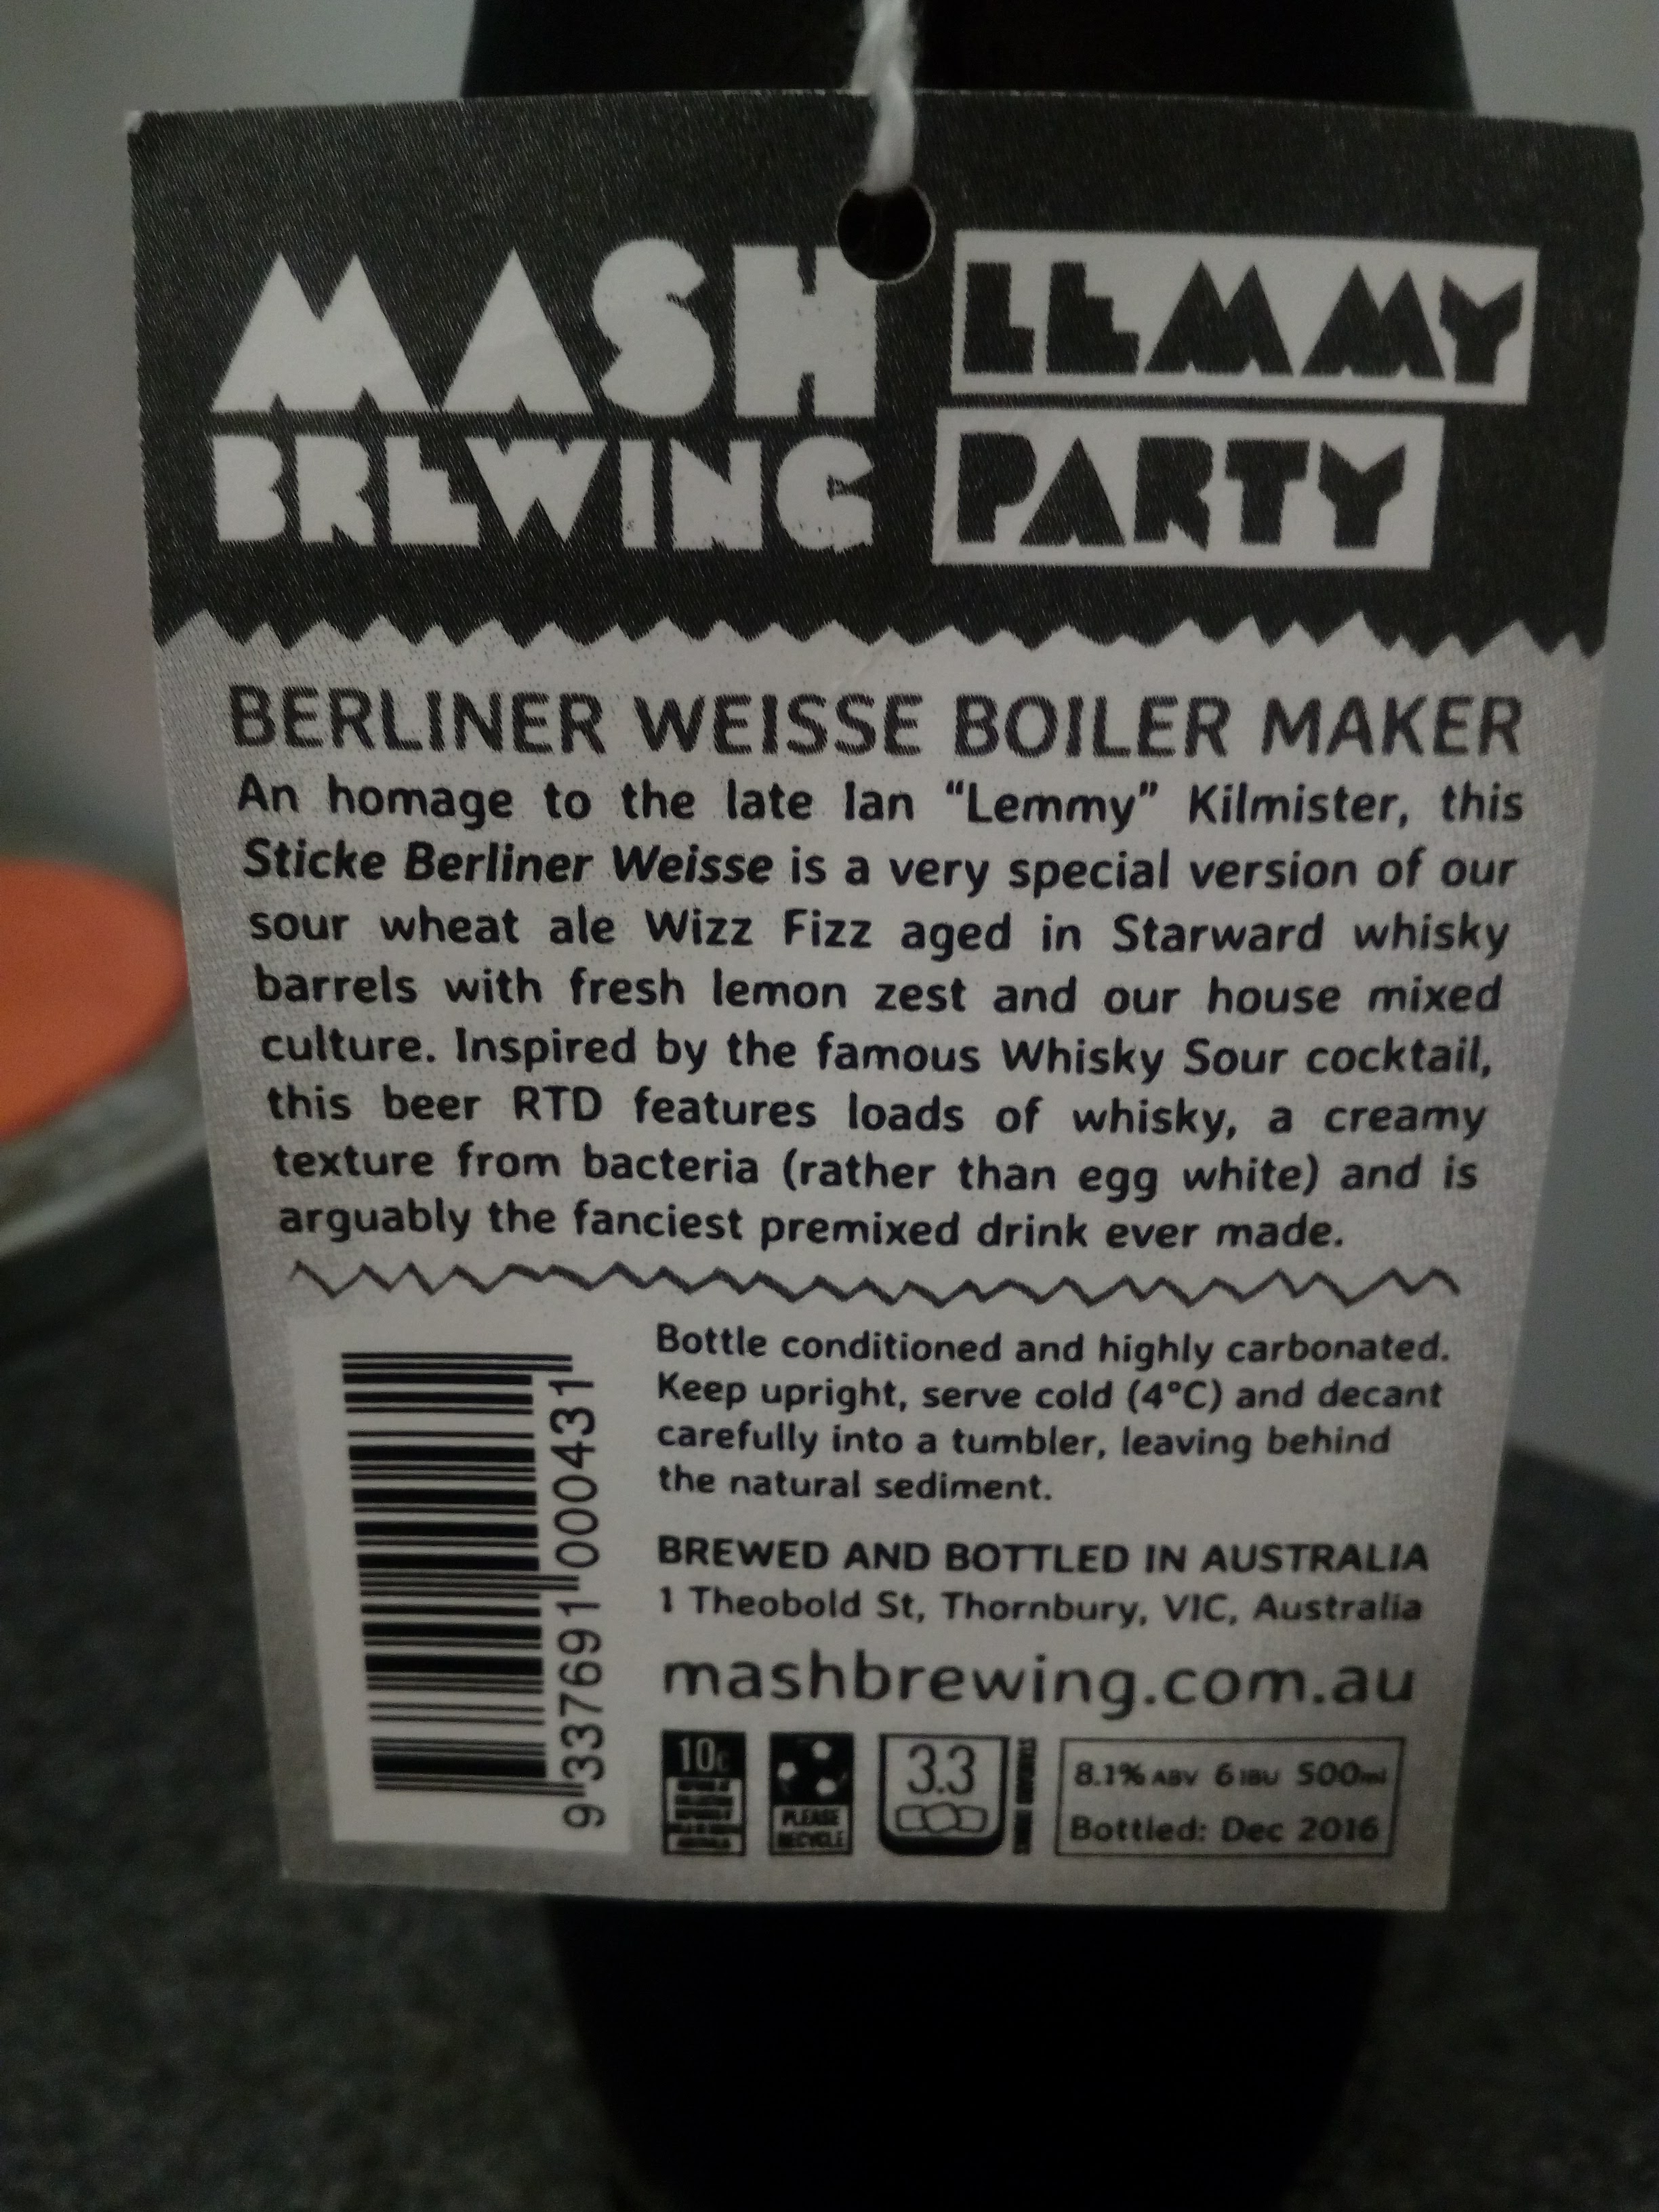 MASH
BREWING
LEMMY
PARTY
BERLINER WEISSE BOILER MAKER
An homage to the late Ian “Lemmy” Kilmister, this
Sticke Berliner Weisse is a very special version of our
sour wheat ale Wizz Fizz aged in Starward whisky
barrels with fresh lemon zest and our house mixed
culture. Inspired by the famous Whisky Sour cocktail,
this beer RTD features loads of whisky, a creamy
texture from bacteria (rather than egg white) and is
arguably the fanciest premixed drink ever made.
9 337691 000431
Bottle conditioned and highly carbonated.
Keep upright, serve cold (4°C) and decant
carefully into a tumbler, leaving behind
the natural sediment.
BREWED AND BOTTLED IN AUSTRALIA
1 Theobold St, Thornbury, VIC, Australia
mashbrewing.com.au
10c
PLEASE
RECYCLE
3.3
STANDARD DRINKS
8.1% ABV 6 IBU 500ml
Bottled: Dec 2016